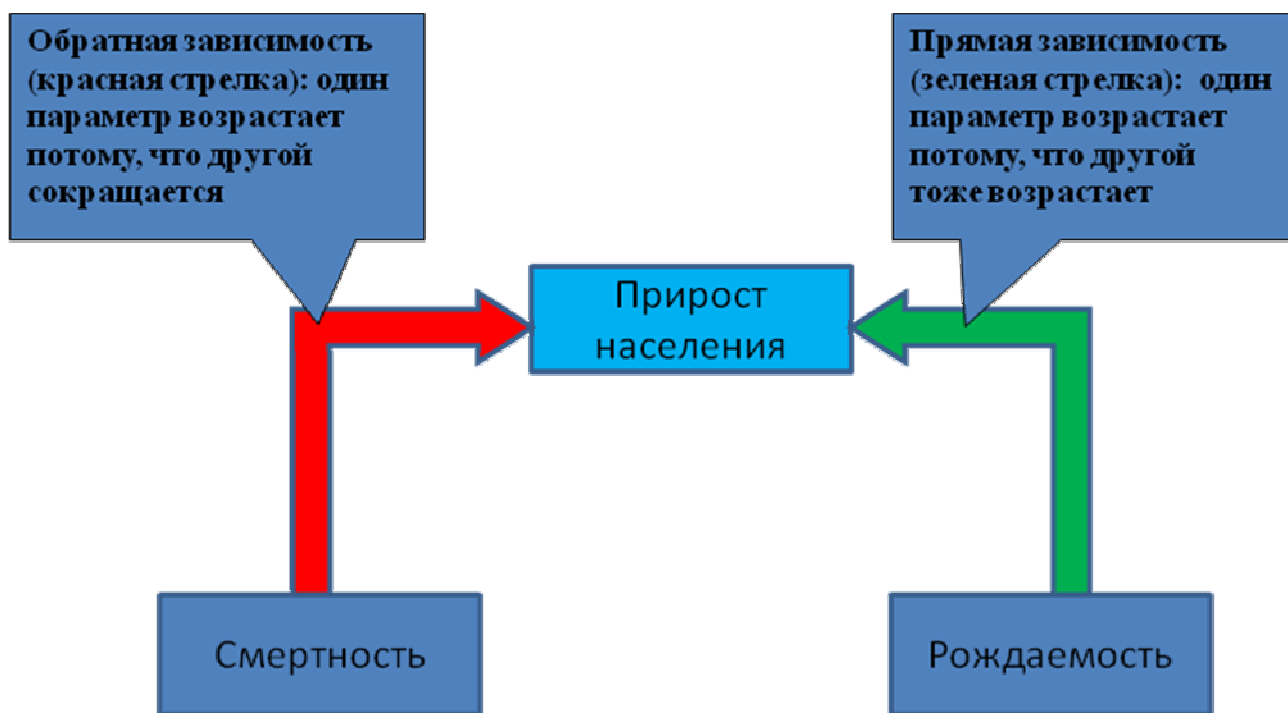 Обратная зависимость
(красная стрелка): один
параметр возрастает
потому, что другой
сокращается
Прямая зависимость
(зеленая стрелка): один
параметр возрастает
потому, что другой
тоже возрастает
Прирост
населения
Смертность
Рождаемость